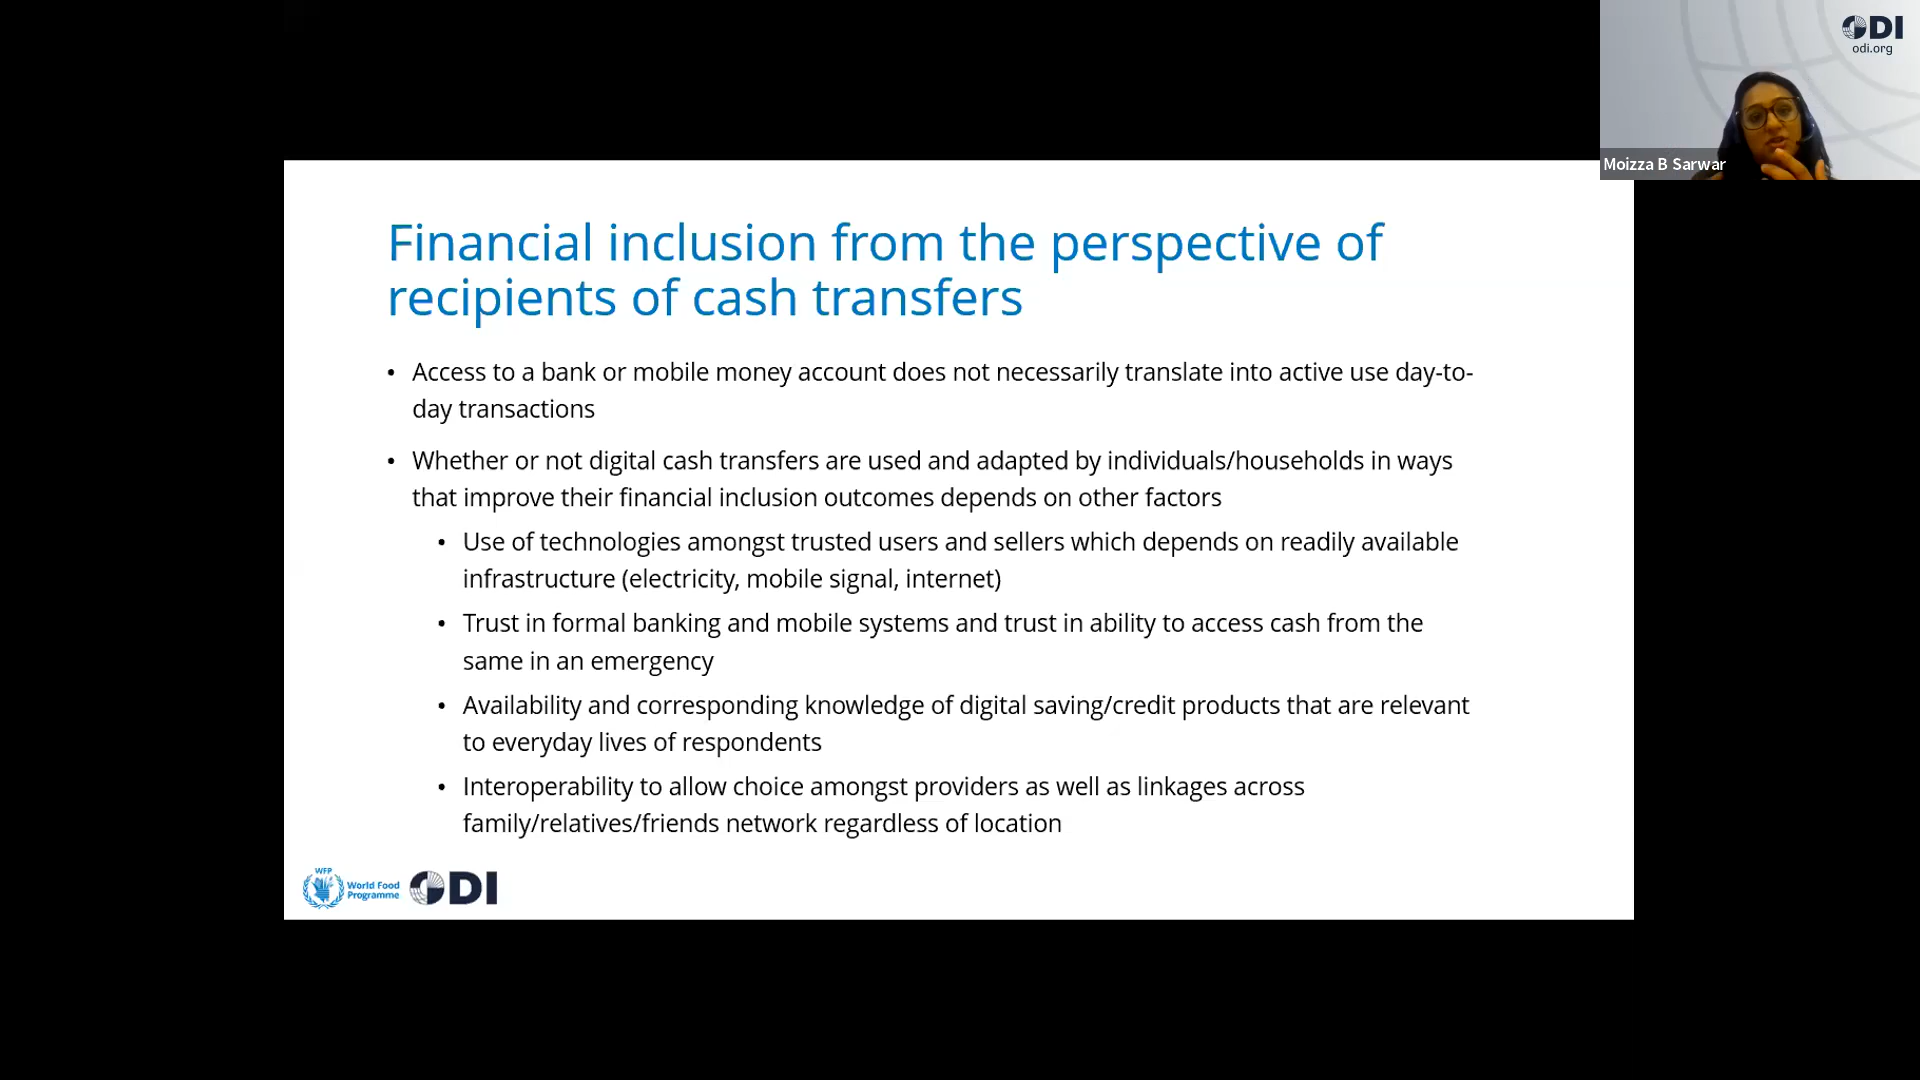 ODI
odi.org
Moizza B Sarwar
Financial inclusion from the perspective of
recipients of cash transfers
• Access to a bank or mobile money account does not necessarily translate into active use day-to-
day transactions
• Whether or not digital cash transfers are used and adapted by individuals/households in ways
that improve their financial inclusion outcomes depends on other factors
• Use of technologies amongst trusted users and sellers which depends on readily available
infrastructure (electricity, mobile signal, internet)
• Trust in formal banking and mobile systems and trust in ability to access cash from the
same in an emergency
• Availability and corresponding knowledge of digital saving/credit products that are relevant
to everyday lives of respondents
• Interoperability to allow choice amongst providers as well as linkages across
family/relatives/friends network regardless of location
WFP
World Food
Programme
ODI